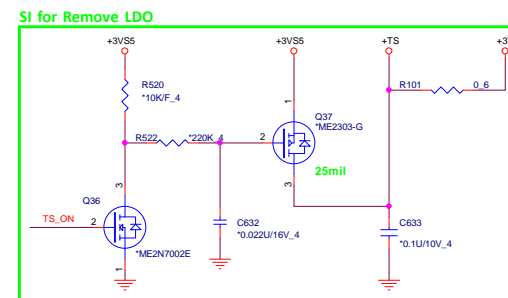 SI for Remove LDO
+3VS5
+3VS5
+TS
R520
*10K/F_4
R101
0_6
1
Q37
*ME2303-G
R522
*220K_4
2
25mil
3
3
Q36
TS_ON
2
*ME2N7002E
1
C632
*0.022U/16V_4
C633
*0.1U/10V_4